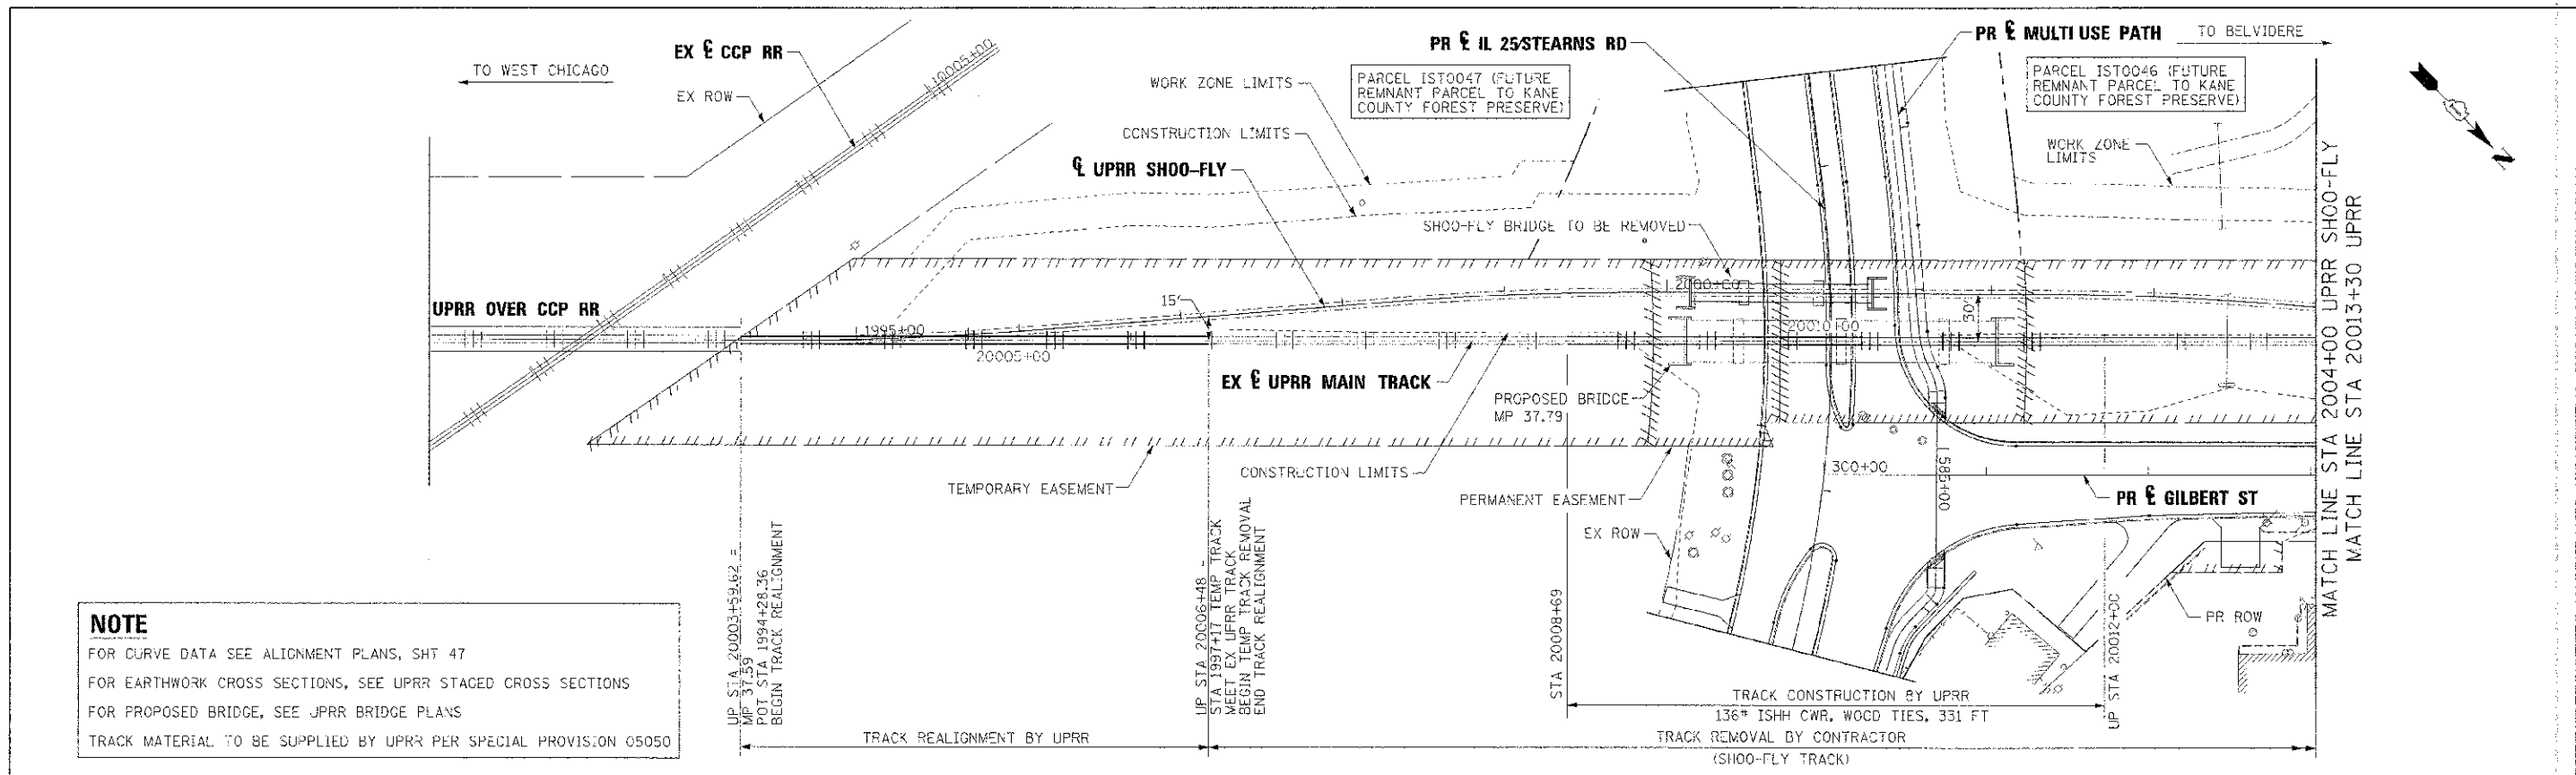 TO WEST CHICAGO
EX ROW
EX ℄ CCP RR
10005+00
WORK ZONE LIMITS
CONSTRUCTION LIMITS
℄ UPRR SHOO-FLY
PR ℄ IL 25/STEARNS RD
PARCEL 1ST0047 (FUTURE
REMNANT PARCEL TO KANE
COUNTY FOREST PRESERVE)
PR ℄ MULTI USE PATH
TO BELVIDERE
PARCEL 1ST0046 (FUTURE
REMNANT PARCEL TO KANE
COUNTY FOREST PRESERVE)
WORK ZONE
LIMITS
N
SHOO-FLY BRIDGE TO BE REMOVED
UPRR OVER CCP RR
1995+00
20005+00
15'
2000+00
20010+00
30'
EX ℄ UPRR MAIN TRACK
PROPOSED BRIDGE
MP 37.79
TEMPORARY EASEMENT
CONSTRUCTION LIMITS
PERMANENT EASEMENT
EX ROW
300+00
585+00
PR ℄ GILBERT ST
PR ROW
MATCH LINE STA 2004+00 UPRR SHOO-FLY
MATCH LINE STA 20013+30 UPRR
UP STA 20003+59.62 =
MP 37.59
POT STA 1994+28.36
BEGIN TRACK REALIGNMENT
UP STA 20006+48 =
STA 1997+17 TEMP TRACK
MEET EX UPRR TRACK
BEGIN TEMP TRACK REMOVAL
END TRACK REALIGNMENT
STA 20008+69
UP STA 20012+00
TRACK CONSTRUCTION BY UPRR
136# ISHH CWR, WOOD TIES, 331 FT
TRACK REALIGNMENT BY UPRR
TRACK REMOVAL BY CONTRACTOR
(SHOO-FLY TRACK)
NOTE
FOR CURVE DATA SEE ALIGNMENT PLANS, SHT 47
FOR EARTHWORK CROSS SECTIONS, SEE UPRR STAGED CROSS SECTIONS
FOR PROPOSED BRIDGE, SEE UPRR BRIDGE PLANS
TRACK MATERIAL TO BE SUPPLIED BY UPRR PER SPECIAL PROVISION 05050